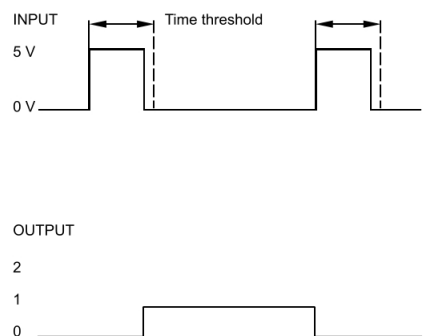 INPUT
Time threshold
5 V
0 V
OUTPUT
2
1
0